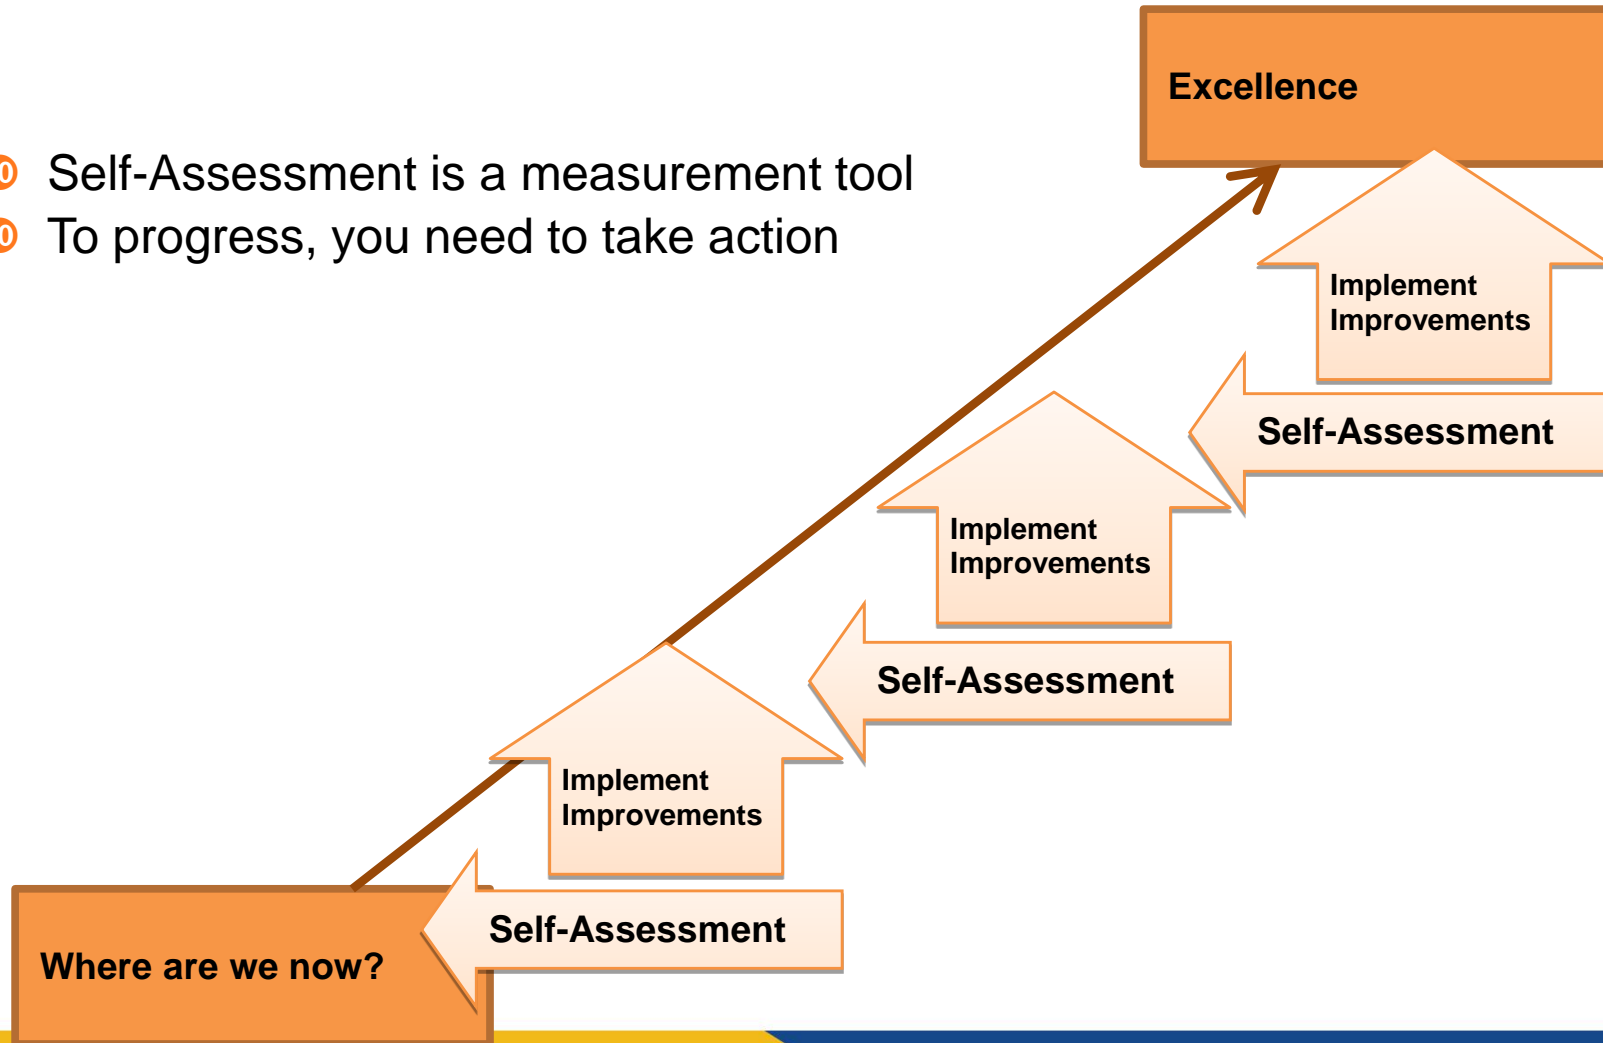 Excellence
Self-Assessment is a measurement tool
To progress, you need to take action
Implement
Improvements
Self-Assessment
Implement
Improvements
Self-Assessment
Implement
Improvements
Self-Assessment
Where are we now?